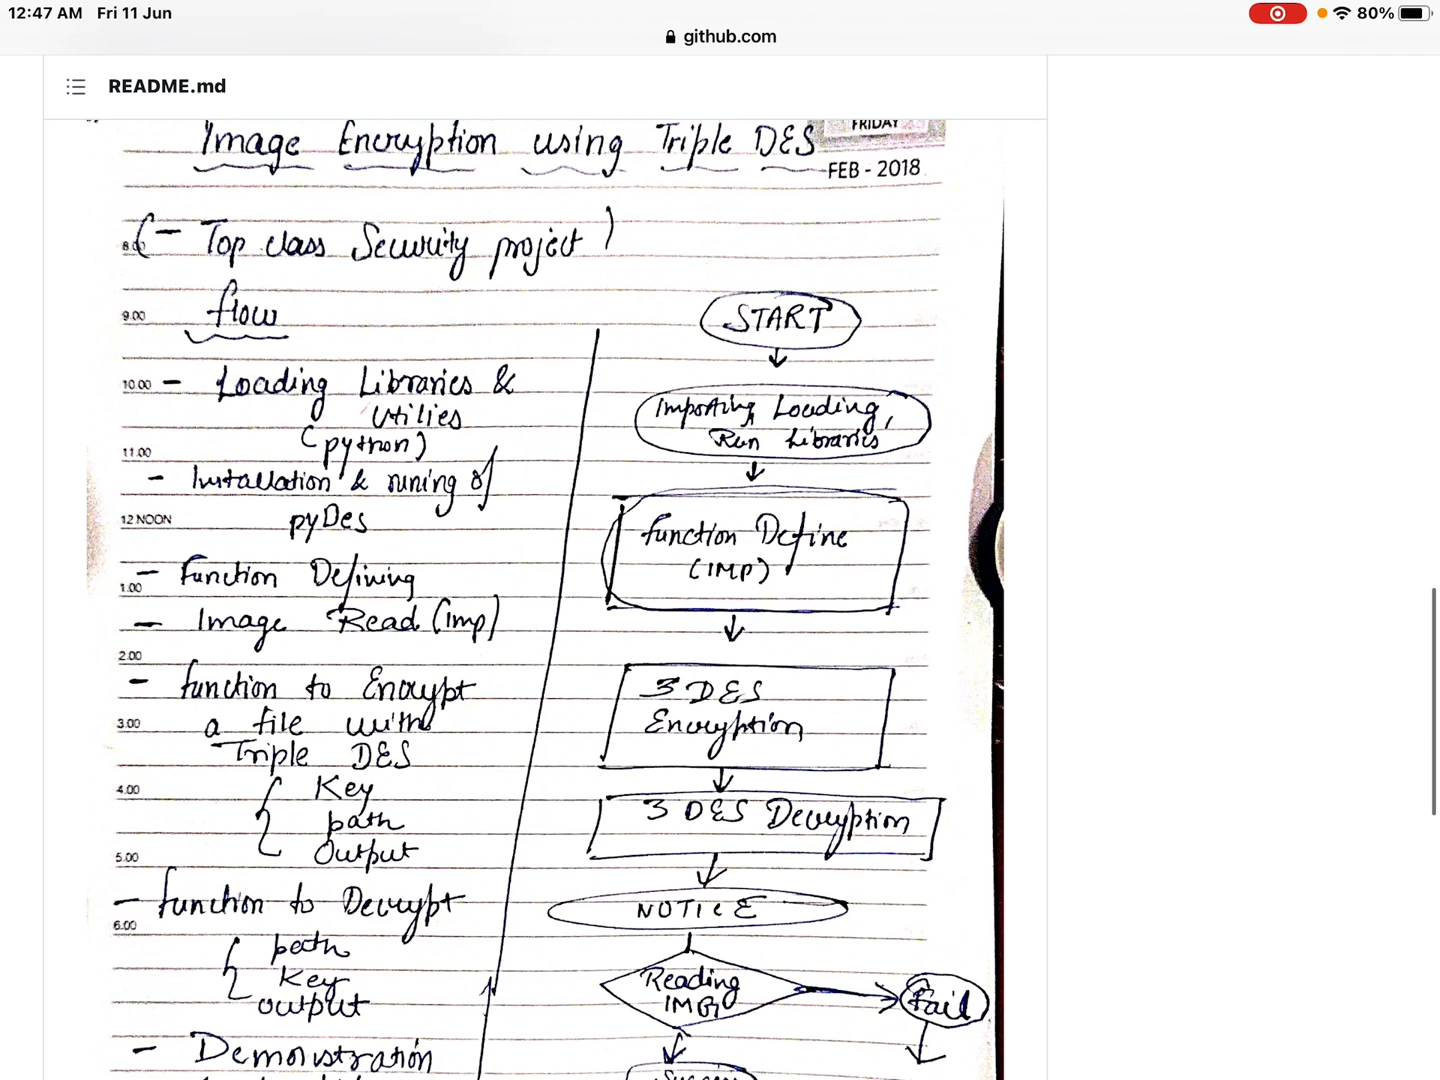 12:47 AM Fri 11 Jun
80%
github.com
README.md
Image Encryption using Triple DES
FRIDAY
FEB - 2018
(- Top class Security project)
8.00
flow
9.00
10.00
- Loading Libraries &
Utilies
(python)
11.00
- Installation & runing of
pyDes
12 NOON
- Function Defining
1.00
- Image Read (imp)
2.00
- function to Encrypt
a file with
3.00
Triple DES
Key
4.00
path
Output
5.00
- function to Decrypt
6.00
path
Key
output
- Demonstration
START
Importing, Loading,
Run Libraries
function Define
(IMP)
3 DES
Encryption
3 DES Decryption
NOTICE
Reading
IMG
Fail